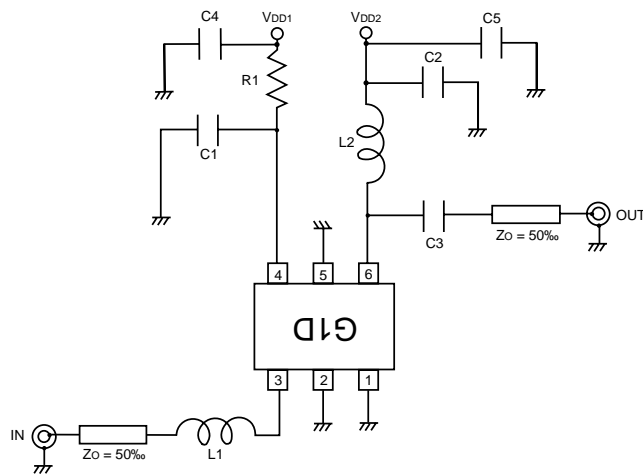 C4
VDD1
VDD2
C5
R1
C2
C1
L2
C3
ZO = 50‰
OUT
4
5
6
G1D
3
2
1
IN
ZO = 50‰
L1